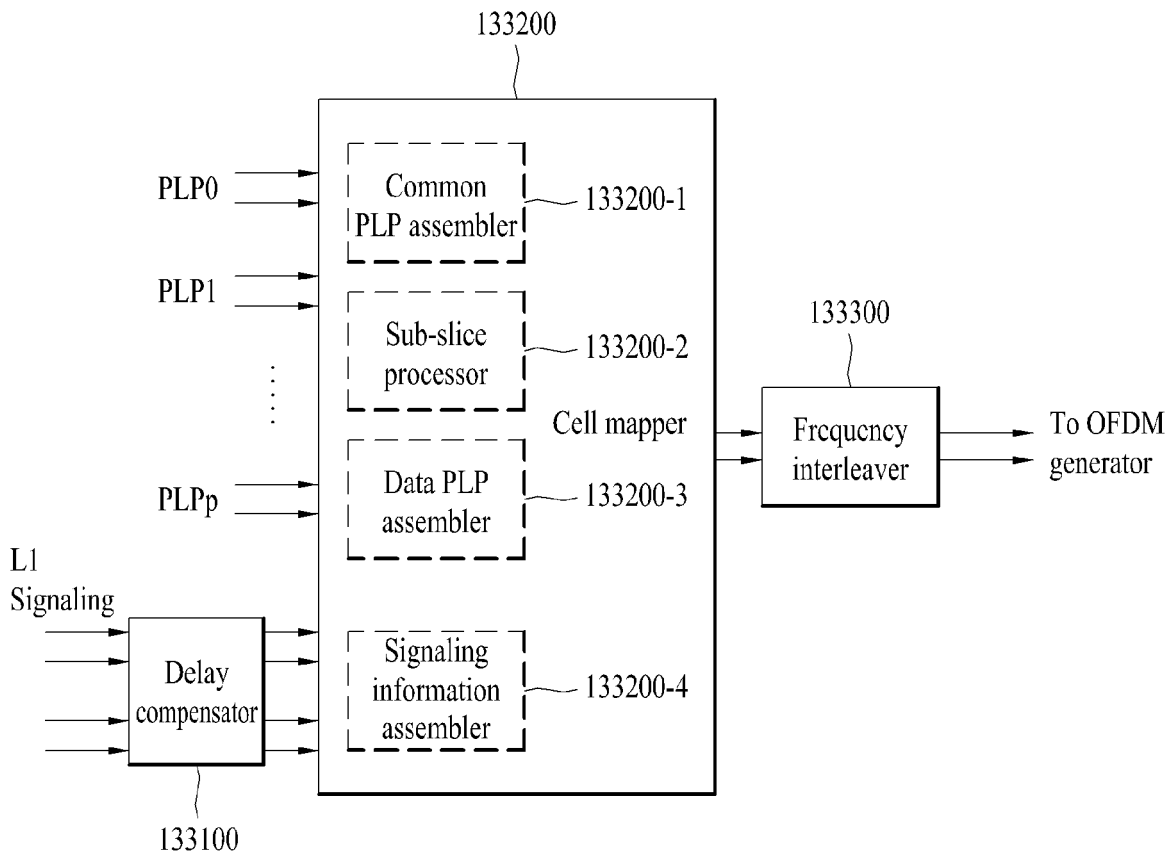 133200
PLP0
Common
PLP assembler
133200-1
PLP1
Sub-slice
processor
133200-2
133300
Cell mapper
Frequency
interleaver
To OFDM
generator
PLPp
Data PLP
assembler
133200-3
L1
Signaling
Delay
compensator
Signaling
information
assembler
133200-4
133100